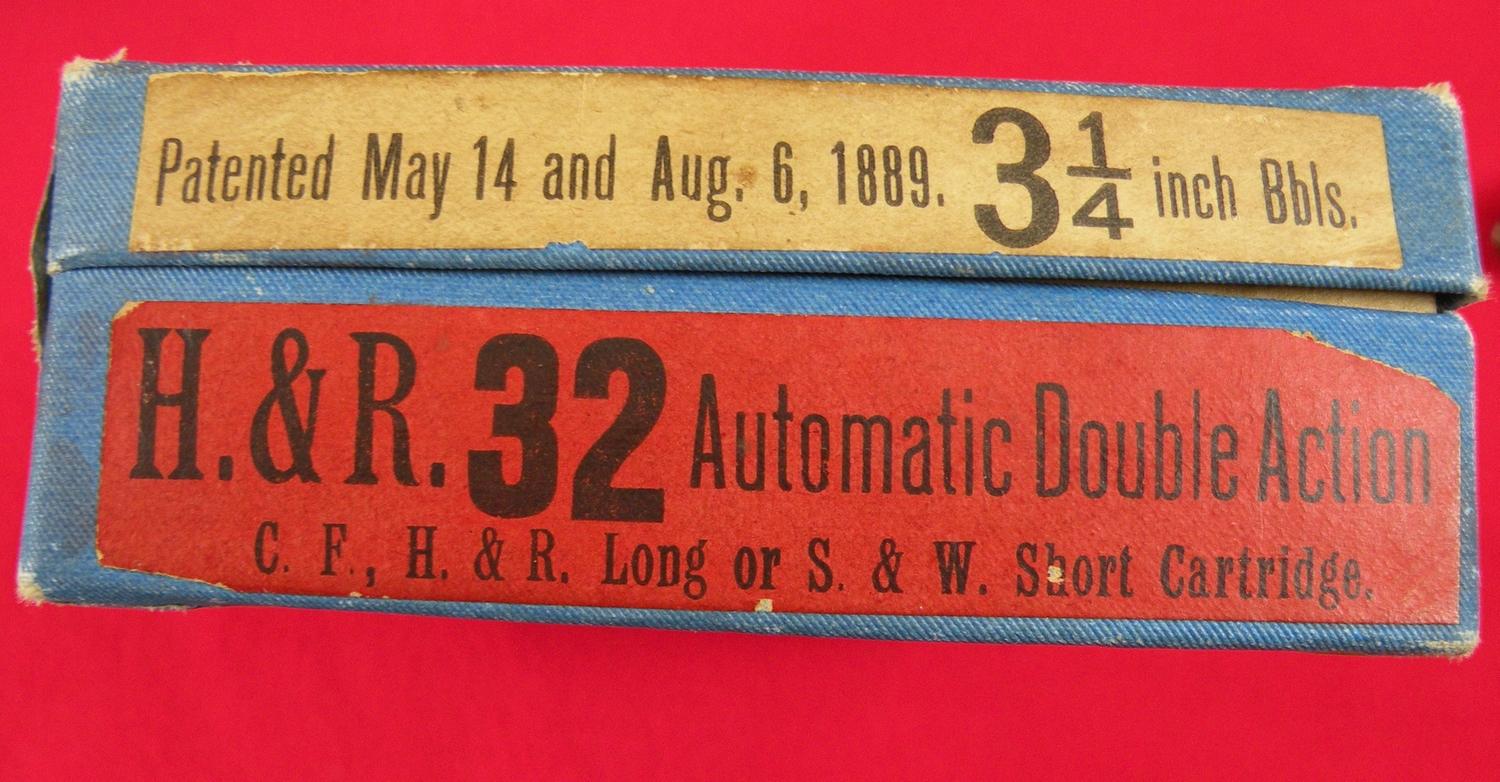 Patented May 14 and Aug. 6, 1889. 3 1/4 inch Bbls.
H. & R. 32 Automatic Double Action
C. F., H. & R. Long or S. & W. Short Cartridge.